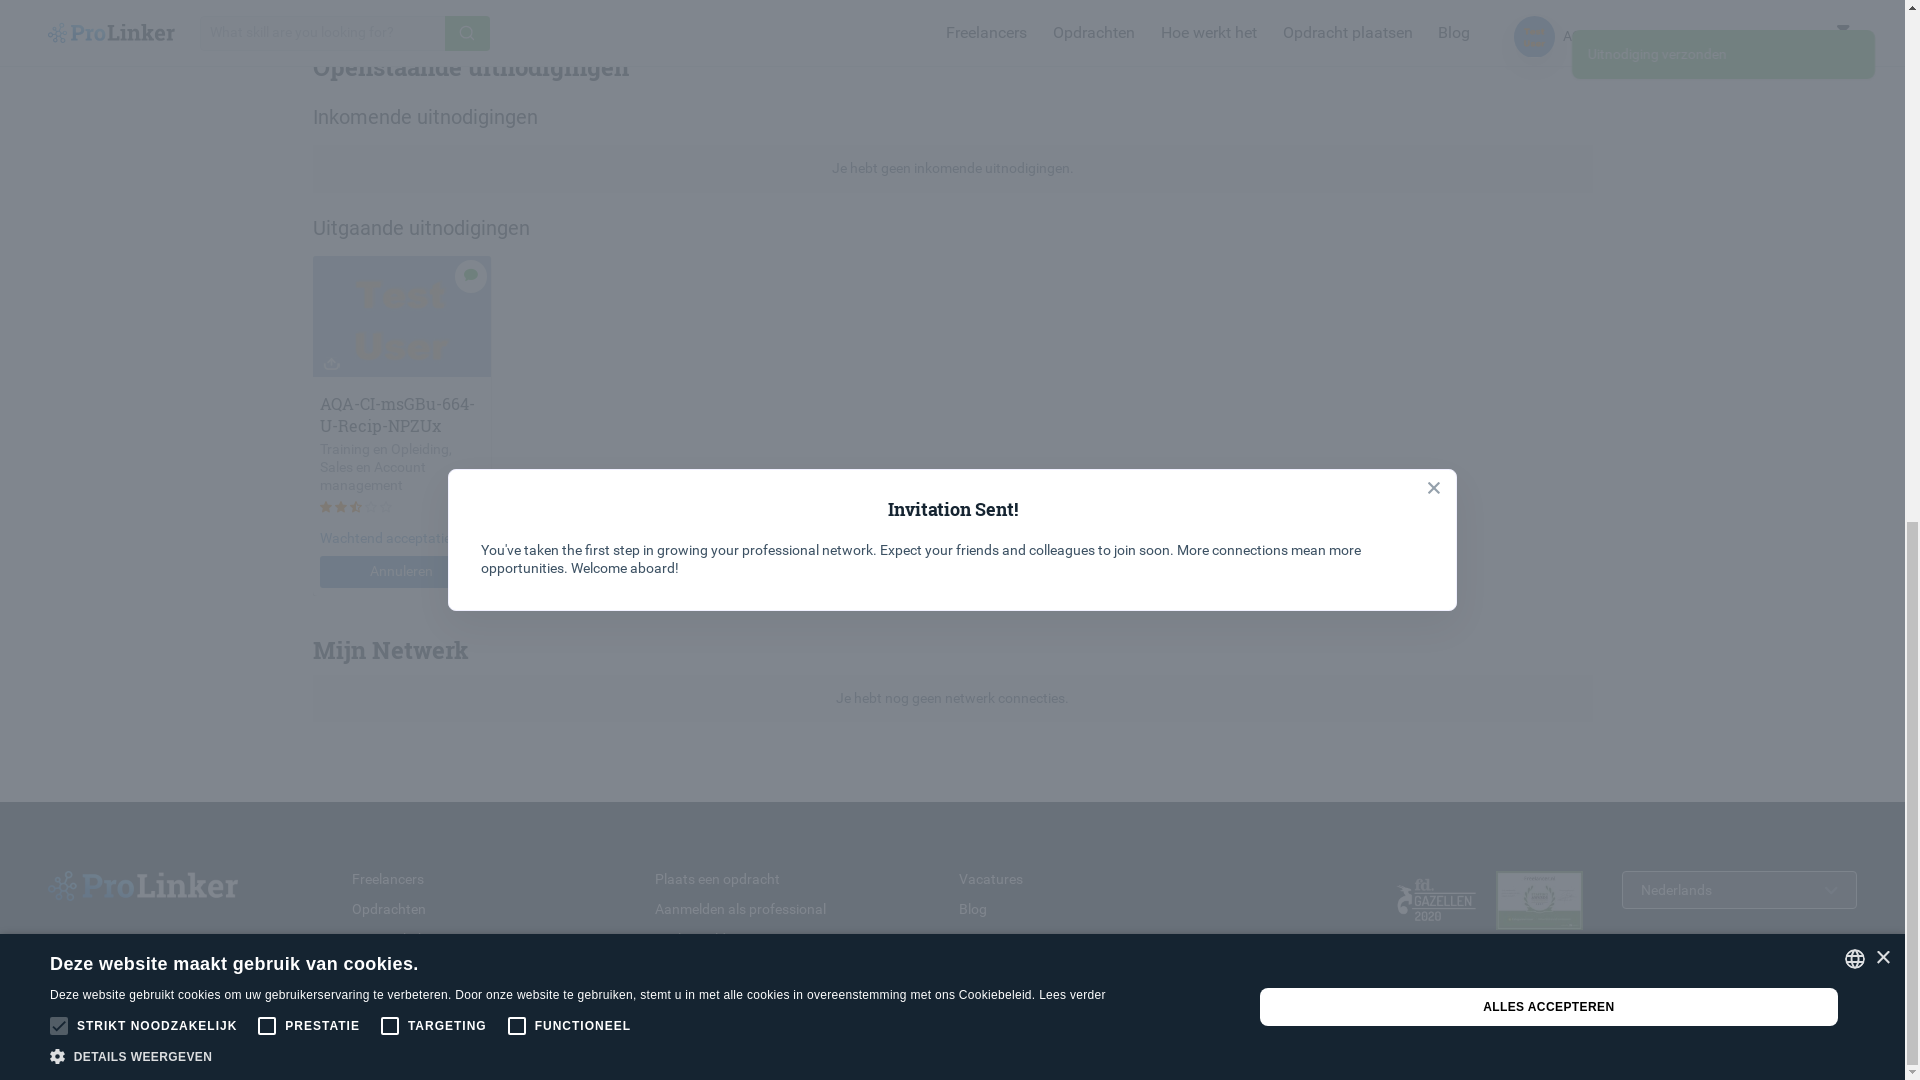 ProLinker
What skill are you looking for?
Freelancers
Opdrachten
Hoe werkt het
Opdracht plaatsen
Blog
Uitnodiging verzonden
Openstaande uitnodigingen
Inkomende uitnodigingen
Je hebt geen inkomende uitnodigingen.
Uitgaande uitnodigingen
Test
User
AQA-CI-msGBu-664-
U-Recip-NPZUx
Training en Opleiding,
Sales en Account
management
Wachtend acceptatie
Annuleren
Invitation Sent!
You've taken the first step in growing your professional network. Expect your friends and colleagues to join soon. More connections mean more
opportunities. Welcome aboard!
Mijn Netwerk
Je hebt nog geen netwerk connecties.
ProLinker
Freelancers
Opdrachten
Plaats een opdracht
Aanmelden als professional
Vacatures
Blog
fd.
GAZELLEN
2020
Nederlands
Deze website maakt gebruik van cookies.
Deze website gebruikt cookies om uw gebruikerservaring te verbeteren. Door onze website te gebruiken, stemt u in met alle cookies in overeenstemming met ons Cookiebeleid. Lees verder
STRIKT NOODZAKELIJK
PRESTATIE
TARGETING
FUNCTIONEEL
DETAILS WEERGEVEN
ALLES ACCEPTEREN